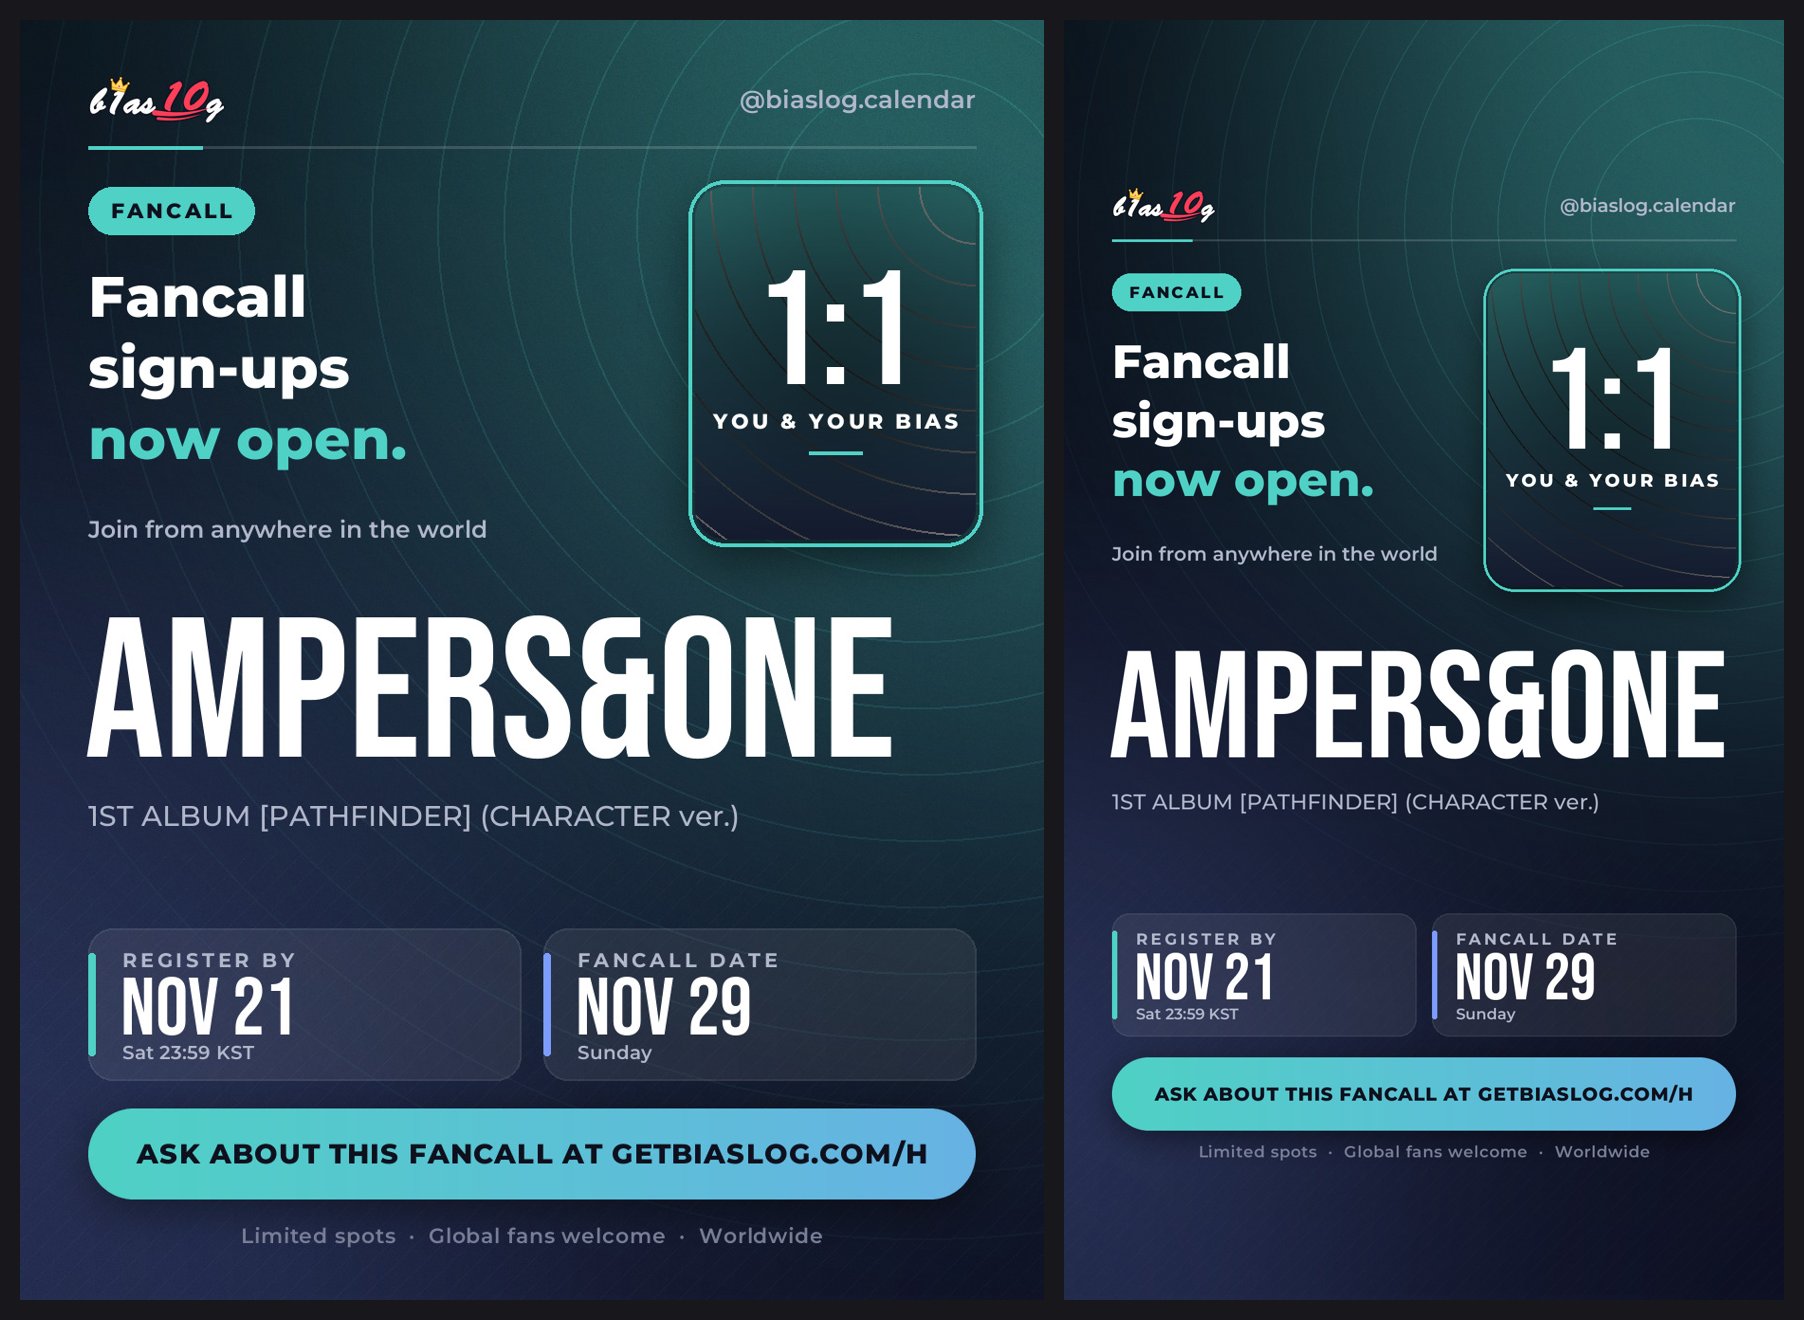 b1as10g
@biaslog.calendar
FANCALL
Fancall
sign-ups
now open.
Join from anywhere in the world
1:1
YOU & YOUR BIAS
AMPERS&ONE
1ST ALBUM [PATHFINDER] (CHARACTER ver.)
REGISTER BY
NOV 21
Sat 23:59 KST
FANCALL DATE
NOV 29
Sunday
ASK ABOUT THIS FANCALL AT GETBIASLOG.COM/H
Limited spots · Global fans welcome · Worldwide
b1as10g
@biaslog.calendar
FANCALL
Fancall
sign-ups
now open.
Join from anywhere in the world
1:1
YOU & YOUR BIAS
AMPERS&ONE
1ST ALBUM [PATHFINDER] (CHARACTER ver.)
REGISTER BY
NOV 21
Sat 23:59 KST
FANCALL DATE
NOV 29
Sunday
ASK ABOUT THIS FANCALL AT GETBIASLOG.COM/H
Limited spots · Global fans welcome · Worldwide